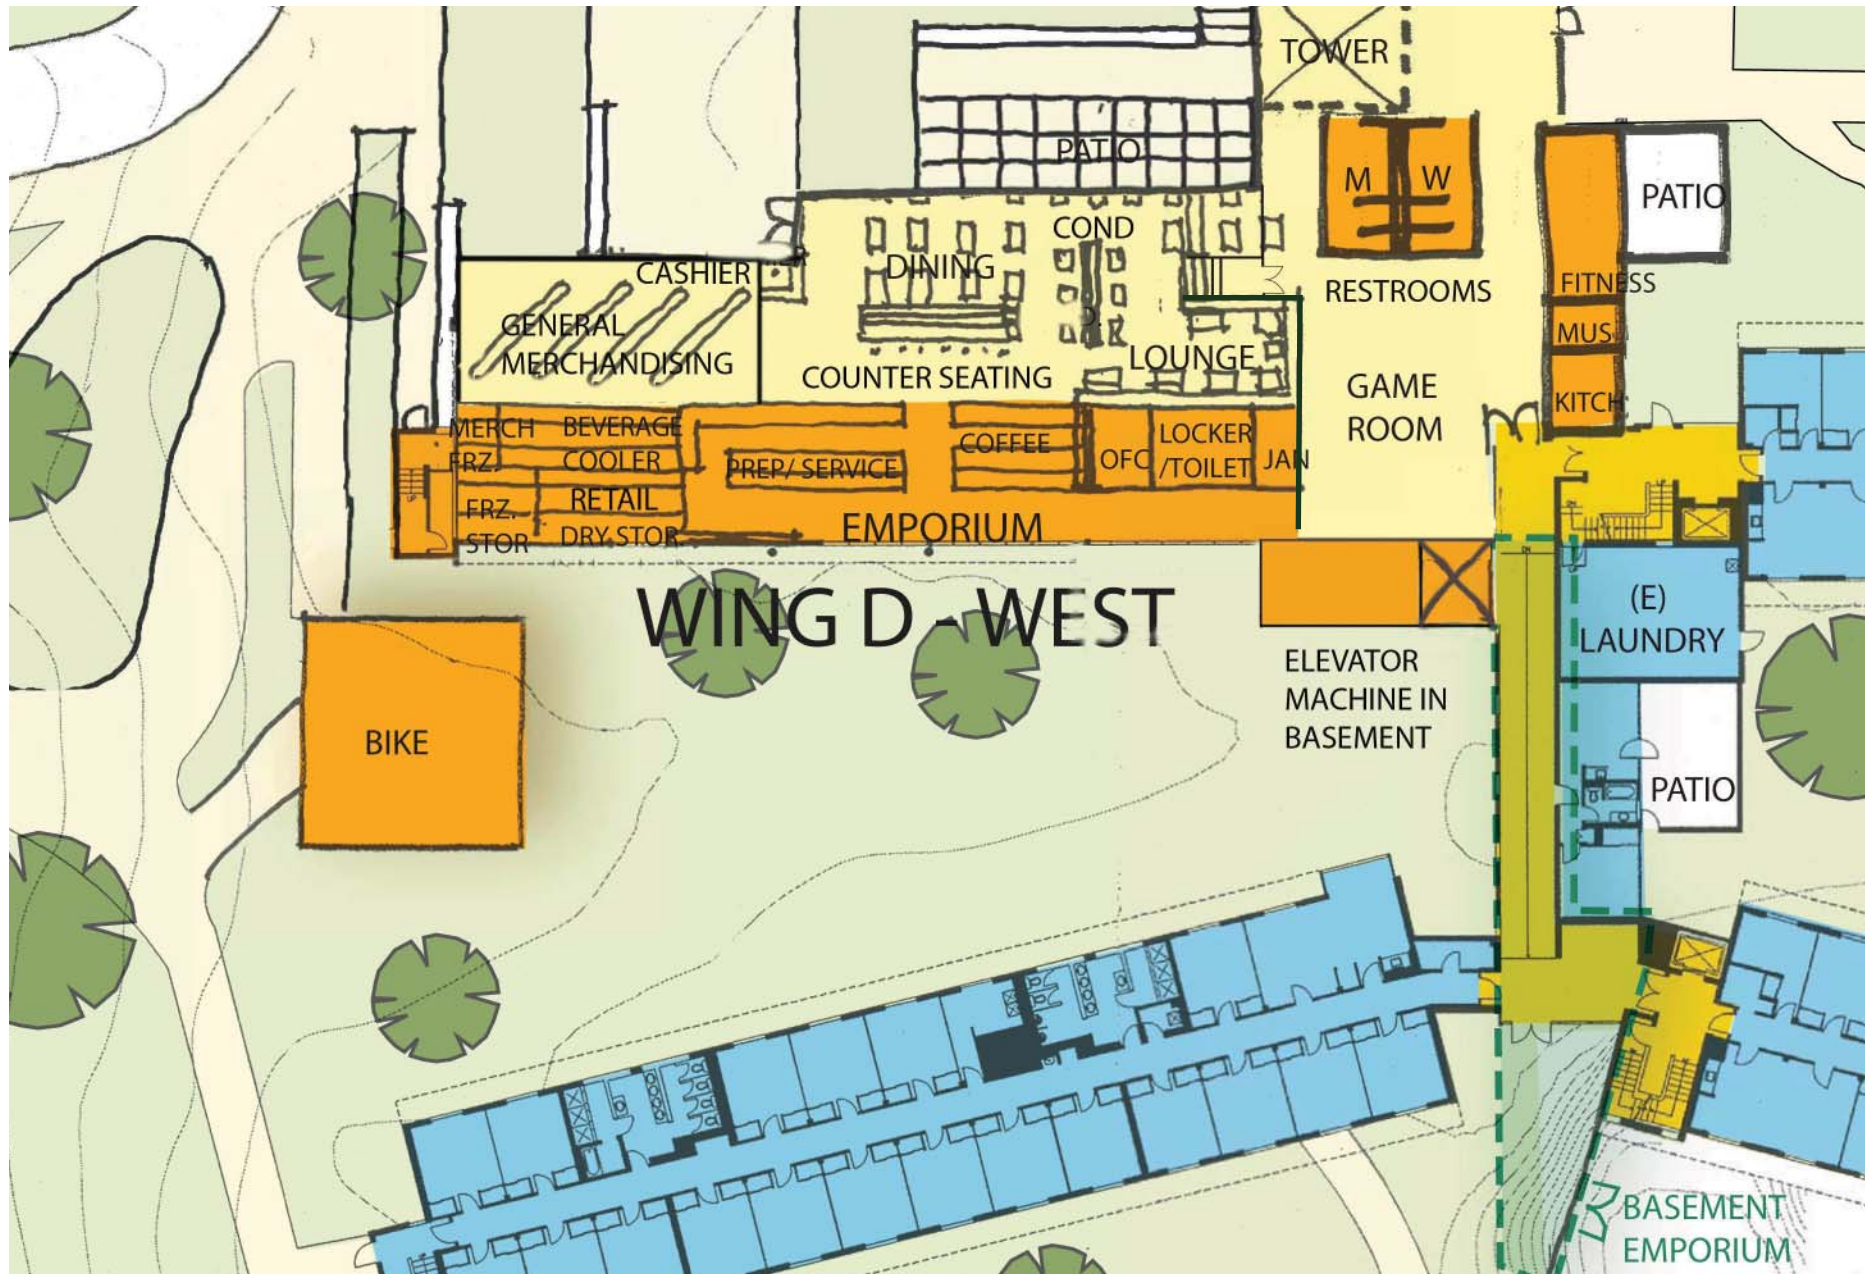 TOWER
PATIO
M
W
PATIO
COND
CASHIER
DINING
FITNESS
RESTROOMS
GENERAL
MERCHANDISING
MUS
LOUNGE
COUNTER SEATING
GAME
ROOM
KITCH
MERCH
FRZ.
BEVERAGE
COOLER
PREP/ SERVICE
COFFEE
OFC
LOCKER
/TOILET
JAN
FRZ.
STOR
RETAIL
DRY STOR.
EMPORIUM
WING D - WEST
(E)
LAUNDRY
ELEVATOR
MACHINE IN
BASEMENT
BIKE
PATIO
BASEMENT
EMPORIUM